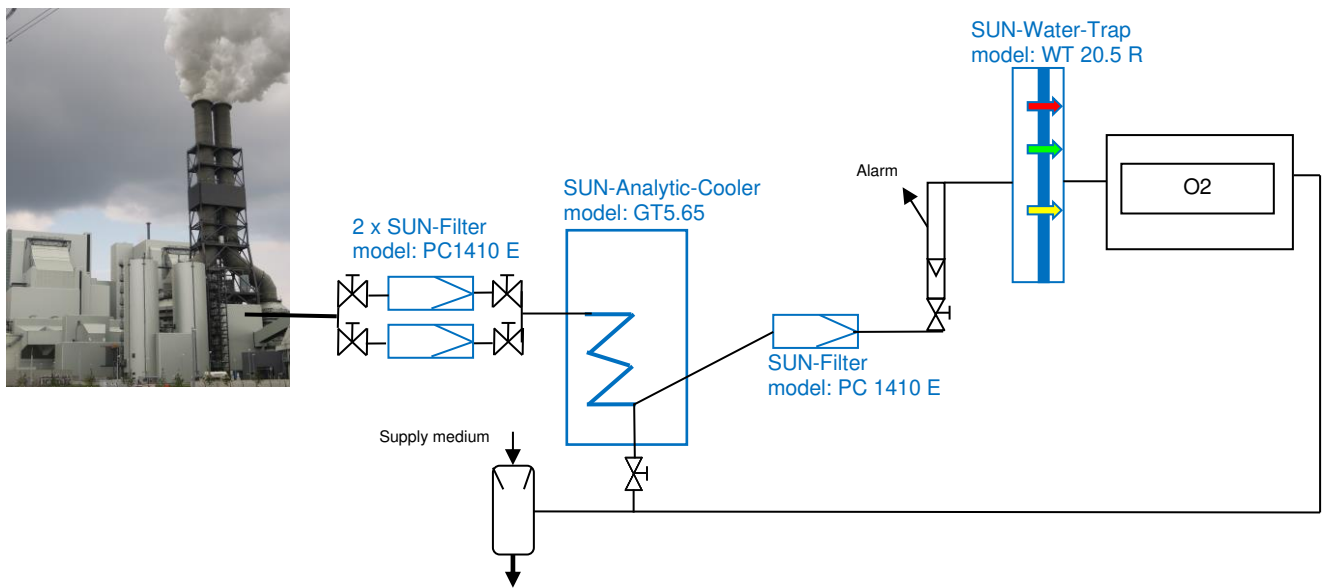 SUN-Water-Trap
model: WT 20.5 R
Alarm
O2
SUN-Analytic-Cooler
model: GT5.65
2 x SUN-Filter
model: PC1410 E
SUN-Filter
model: PC 1410 E
Supply medium